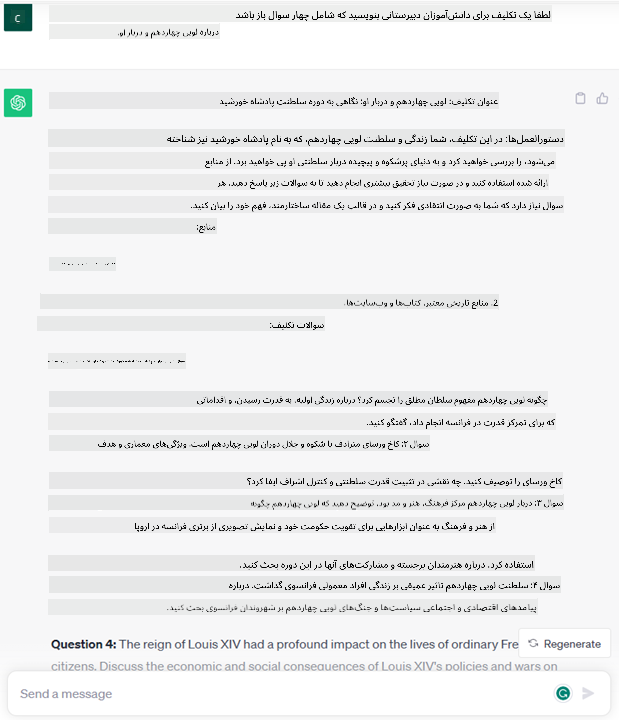 C
لطفا یک تکلیف برای دانش‌آموزان دبیرستانی بنویسید که شامل چهار سوال باز باشد
درباره لویی چهاردهم و دربار او.
عنوان تکلیف: لویی چهاردهم و دربار او: نگاهی به دوره سلطنت پادشاه خورشید
دستورالعمل‌ها: در این تکلیف، شما زندگی و سلطنت لویی چهاردهم، که به نام پادشاه خورشید نیز شناخته
می‌شود، را بررسی خواهید کرد و به دنیای پرشکوه و پیچیده دربار سلطنتی او پی خواهید برد. از منابع
ارائه شده استفاده کنید و در صورت نیاز تحقیق بیشتری انجام دهید تا به سوالات زیر پاسخ دهید. هر
سوال نیاز دارد که شما به صورت انتقادی فکر کنید و در قالب یک مقاله ساختارمند، فهم خود را بیان کنید.
منابع:
2. منابع تاریخی معتبر، کتاب‌ها و وب‌سایت‌ها.
سوالات تکلیف:
چگونه لویی چهاردهم مفهوم سلطان مطلق را تجسم کرد؟ درباره زندگی اولیه، به قدرت رسیدن، و اقداماتی
که برای تمرکز قدرت در فرانسه انجام داد، گفتگو کنید.
سوال ۲: کاخ ورسای مترادف با شکوه و جلال دوران لویی چهاردهم است. ویژگی‌های معماری و هدف
کاخ ورسای را توصیف کنید. چه نقشی در تثبیت قدرت سلطنتی و کنترل اشراف ایفا کرد؟
سوال ۳: دربار لویی چهاردهم مرکز فرهنگ، هنر و مد بود. توضیح دهید که لویی چهاردهم چگونه
از هنر و فرهنگ به عنوان ابزارهایی برای تقویت حکومت خود و نمایش تصویری از برتری فرانسه در اروپا
استفاده کرد. درباره هنرمندان برجسته و مشارکت‌های آنها در این دوره بحث کنید.
سوال ۴: سلطنت لویی چهاردهم تاثیر عمیقی بر زندگی افراد معمولی فرانسوی گذاشت. درباره
پیامدهای اقتصادی و اجتماعی سیاست‌ها و جنگ‌های لویی چهاردهم بر شهروندان فرانسوی بحث کنید.
Question 4: The reign of Louis XIV had a profound impact on the lives of ordinary Fre
Regenerate
citizens. Discuss the economic and social consequences of Louis XIV's policies and wars on
Send a message